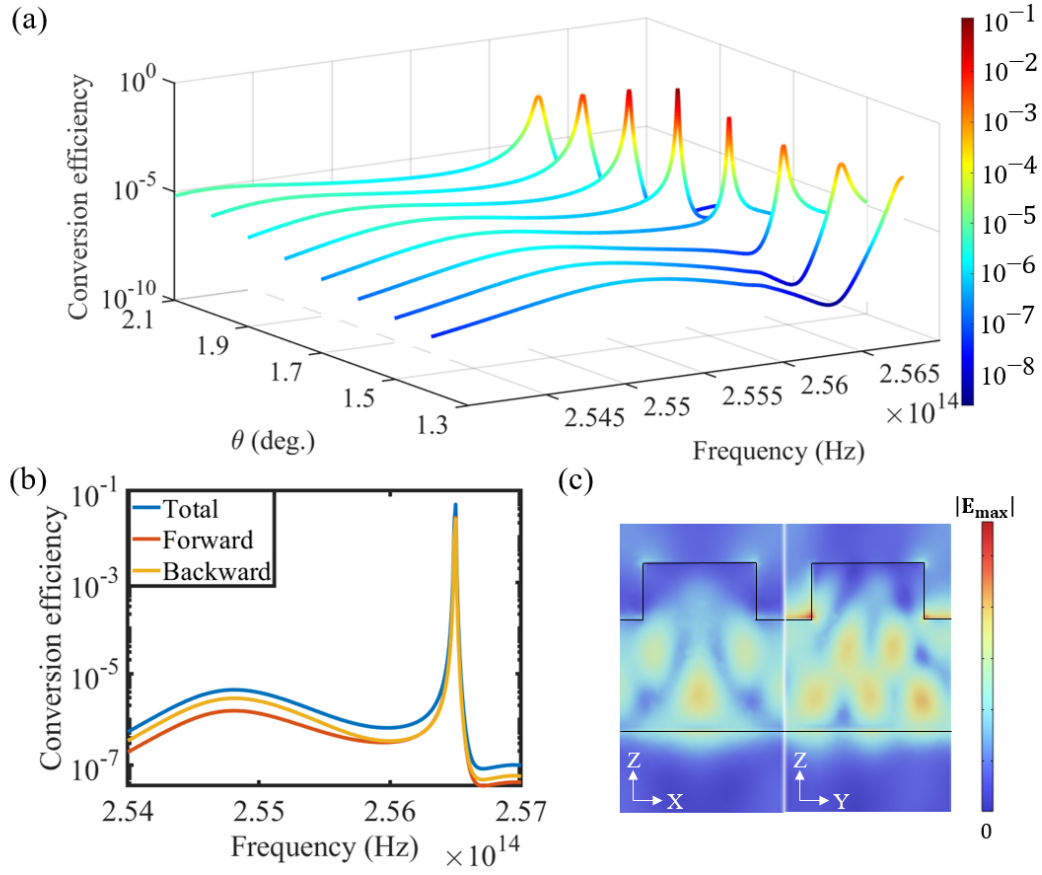 (a)
Conversion efficiency
10^0
10^-5
10^-10
2.1
1.9
1.7
1.5
1.3
θ (deg.)
2.545
2.55
2.555
2.56
2.565
×10^14
Frequency (Hz)
10^-1
10^-2
10^-3
10^-4
10^-5
10^-6
10^-7
10^-8
(b)
Conversion efficiency
10^-1
10^-3
10^-5
10^-7
Total
Forward
Backward
2.54
2.55
2.56
2.57
Frequency (Hz)
×10^14
(c)
|E_max|
Z
X
Z
Y
0